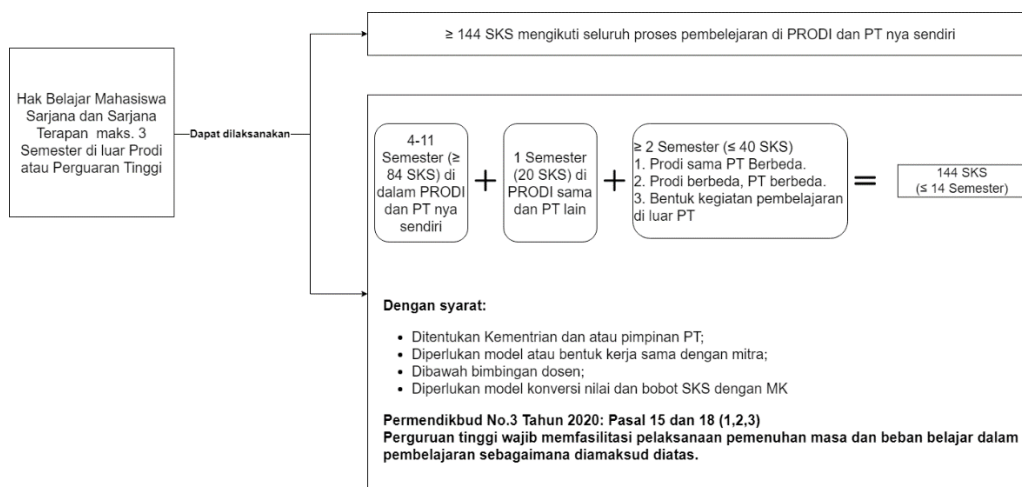 Hak Belajar Mahasiswa
Sarjana dan Sarjana
Terapan maks. 3
Semester di luar Prodi
atau Perguaran Tinggi
Dapat dilaksanakan
≥ 144 SKS mengikuti seluruh proses pembelejaran di PRODI dan PT nya sendiri
4-11
Semester (≥
84 SKS) di
dalam PRODI
dan PT nya
sendiri
+
1 Semester
(20 SKS) di
PRODI sama
dan PT lain
+
≥ 2 Semester (≤ 40 SKS)
1. Prodi sama PT Berbeda.
2. Prodi berbeda, PT berbeda.
3. Bentuk kegiatan pembelajaran
di luar PT
=
144 SKS
(≤ 14 Semester)
Dengan syarat:
• Ditentukan Kementrian dan atau pimpinan PT;
• Diperlukan model atau bentuk kerja sama dengan mitra;
• Dibawah bimbingan dosen;
• Diperlukan model konversi nilai dan bobot SKS dengan MK
Permendikbud No.3 Tahun 2020: Pasal 15 dan 18 (1,2,3)
Perguruan tinggi wajib memfasilitasi pelaksanaan pemenuhan masa dan beban belajar dalam
pembelajaran sebagaimana diamaksud diatas.